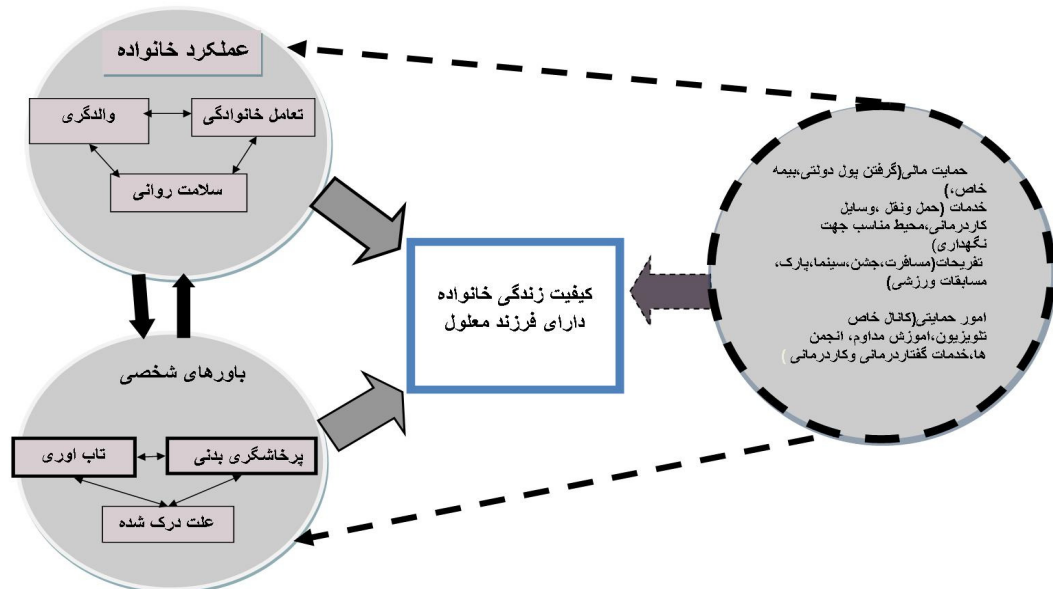 عملکرد خانواده
تعامل خانوادگی
والدگری
سلامت روانی
حمایت مالی(گرفتن پول دولتی،بیمه
خاص،)
خدمات (حمل ونقل ،وسایل
کاردرمانی،محیط مناسب جهت
نگهداری)
تفریحات(مسافرت،جشن،سینما،پارک،
مسابقات ورزشی)
امور حمایتی(کانال خاص
تلویزیون،اموزش مداوم، انجمن
ها،خدمات گفتاردرمانی وکاردرمانی )
کیفیت زندگی خانواده
دارای فرزند معلول
باورهای شخصی
پرخاشگری بدنی
تاب اوری
علت درک شده